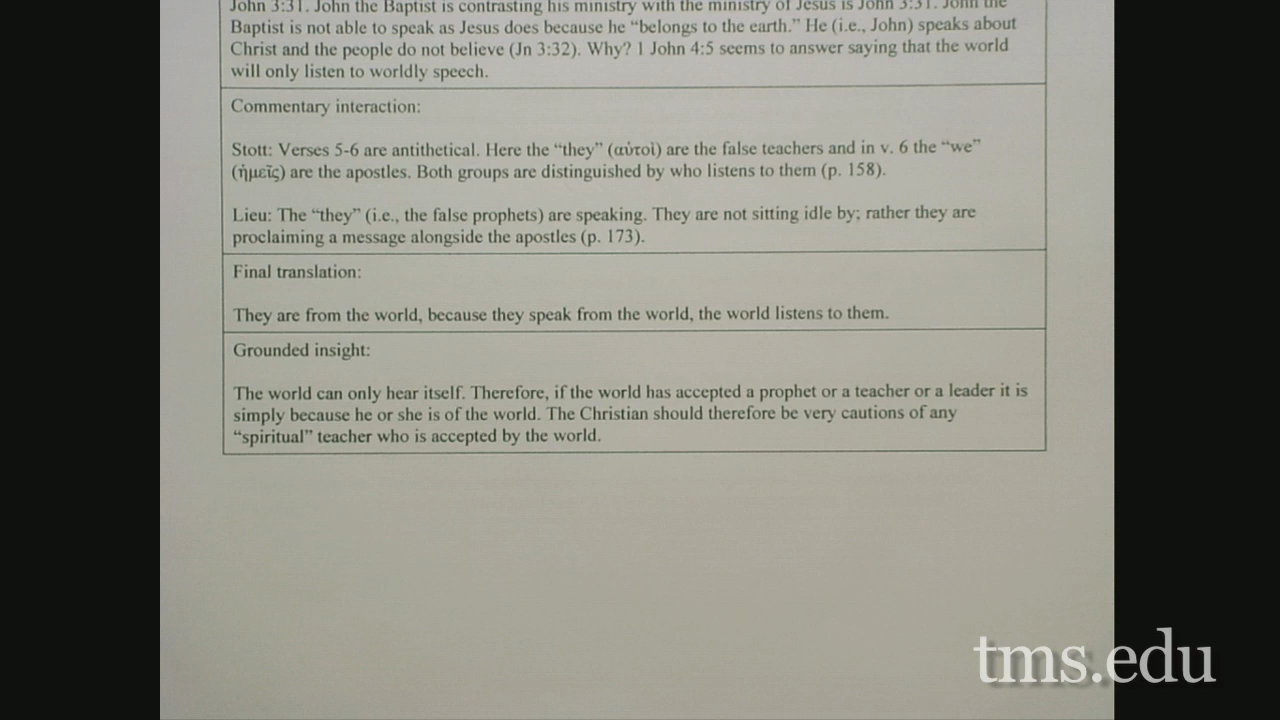 John 3:31. John the Baptist is contrasting his ministry with the ministry of Jesus is John 3:31. John the
Baptist is not able to speak as Jesus does because he “belongs to the earth.” He (i.e., John) speaks about
Christ and the people do not believe (Jn 3:32). Why? 1 John 4:5 seems to answer saying that the world
will only listen to worldly speech.
Commentary interaction:
Stott: Verses 5-6 are antithetical. Here the “they” (αὐτοὶ) are the false teachers and in v. 6 the “we”
(ἡμεῖς) are the apostles. Both groups are distinguished by who listens to them (p. 158).
Lieu: The “they” (i.e., the false prophets) are speaking. They are not sitting idle by; rather they are
proclaiming a message alongside the apostles (p. 173).
Final translation:
They are from the world, because they speak from the world, the world listens to them.
Grounded insight:
The world can only hear itself. Therefore, if the world has accepted a prophet or a teacher or a leader it is
simply because he or she is of the world. The Christian should therefore be very cautions of any
“spiritual” teacher who is accepted by the world.
tms.edu